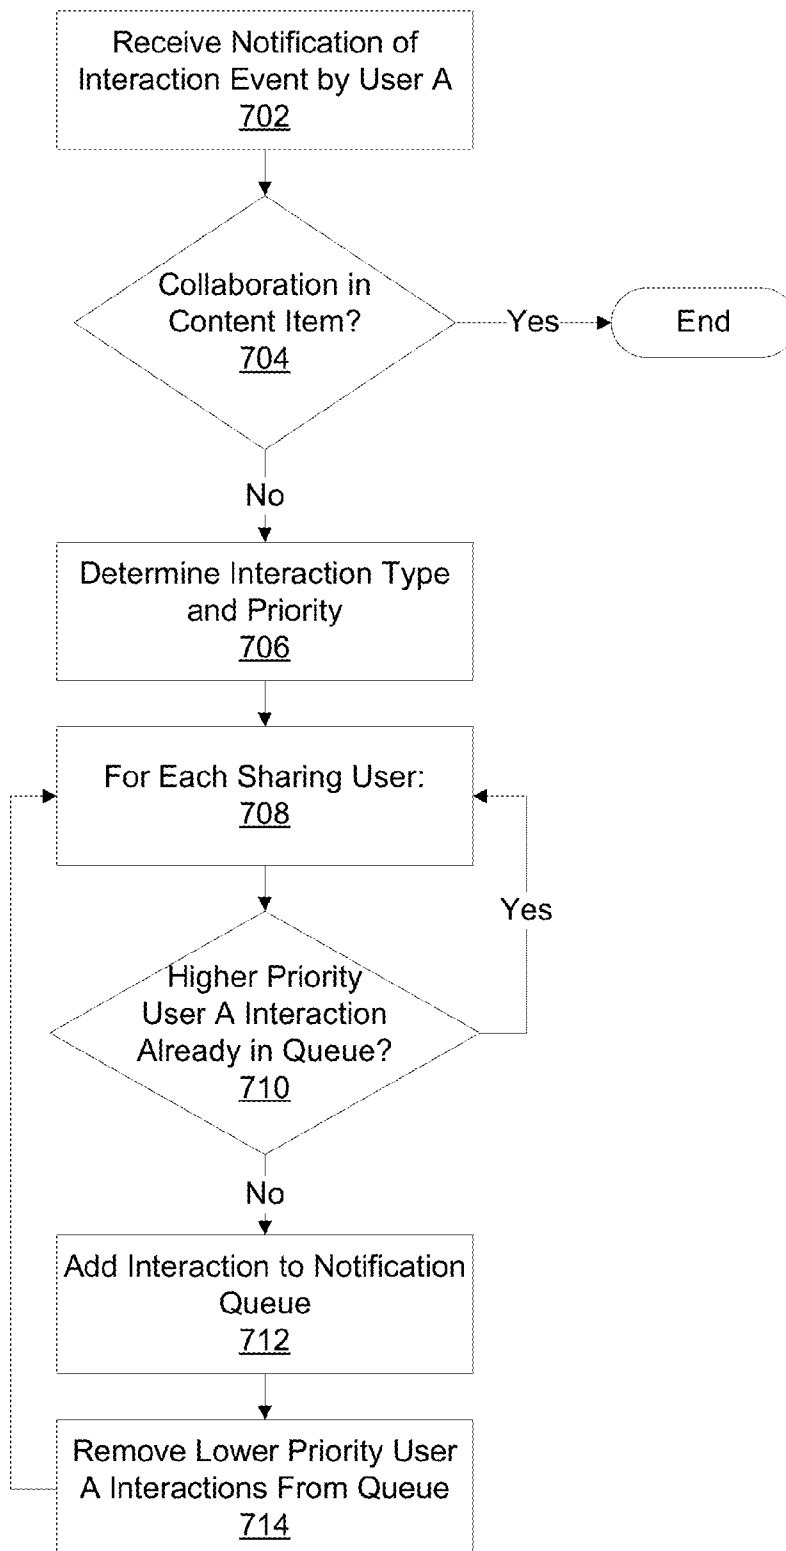 Receive Notification of
Interaction Event by User A
702
Collaboration in
Content Item?
704
Yes
End
No
Determine Interaction Type
and Priority
706
For Each Sharing User:
708
Yes
Higher Priority
User A Interaction
Already in Queue?
710
No
Add Interaction to Notification
Queue
712
Remove Lower Priority User
A Interactions From Queue
714